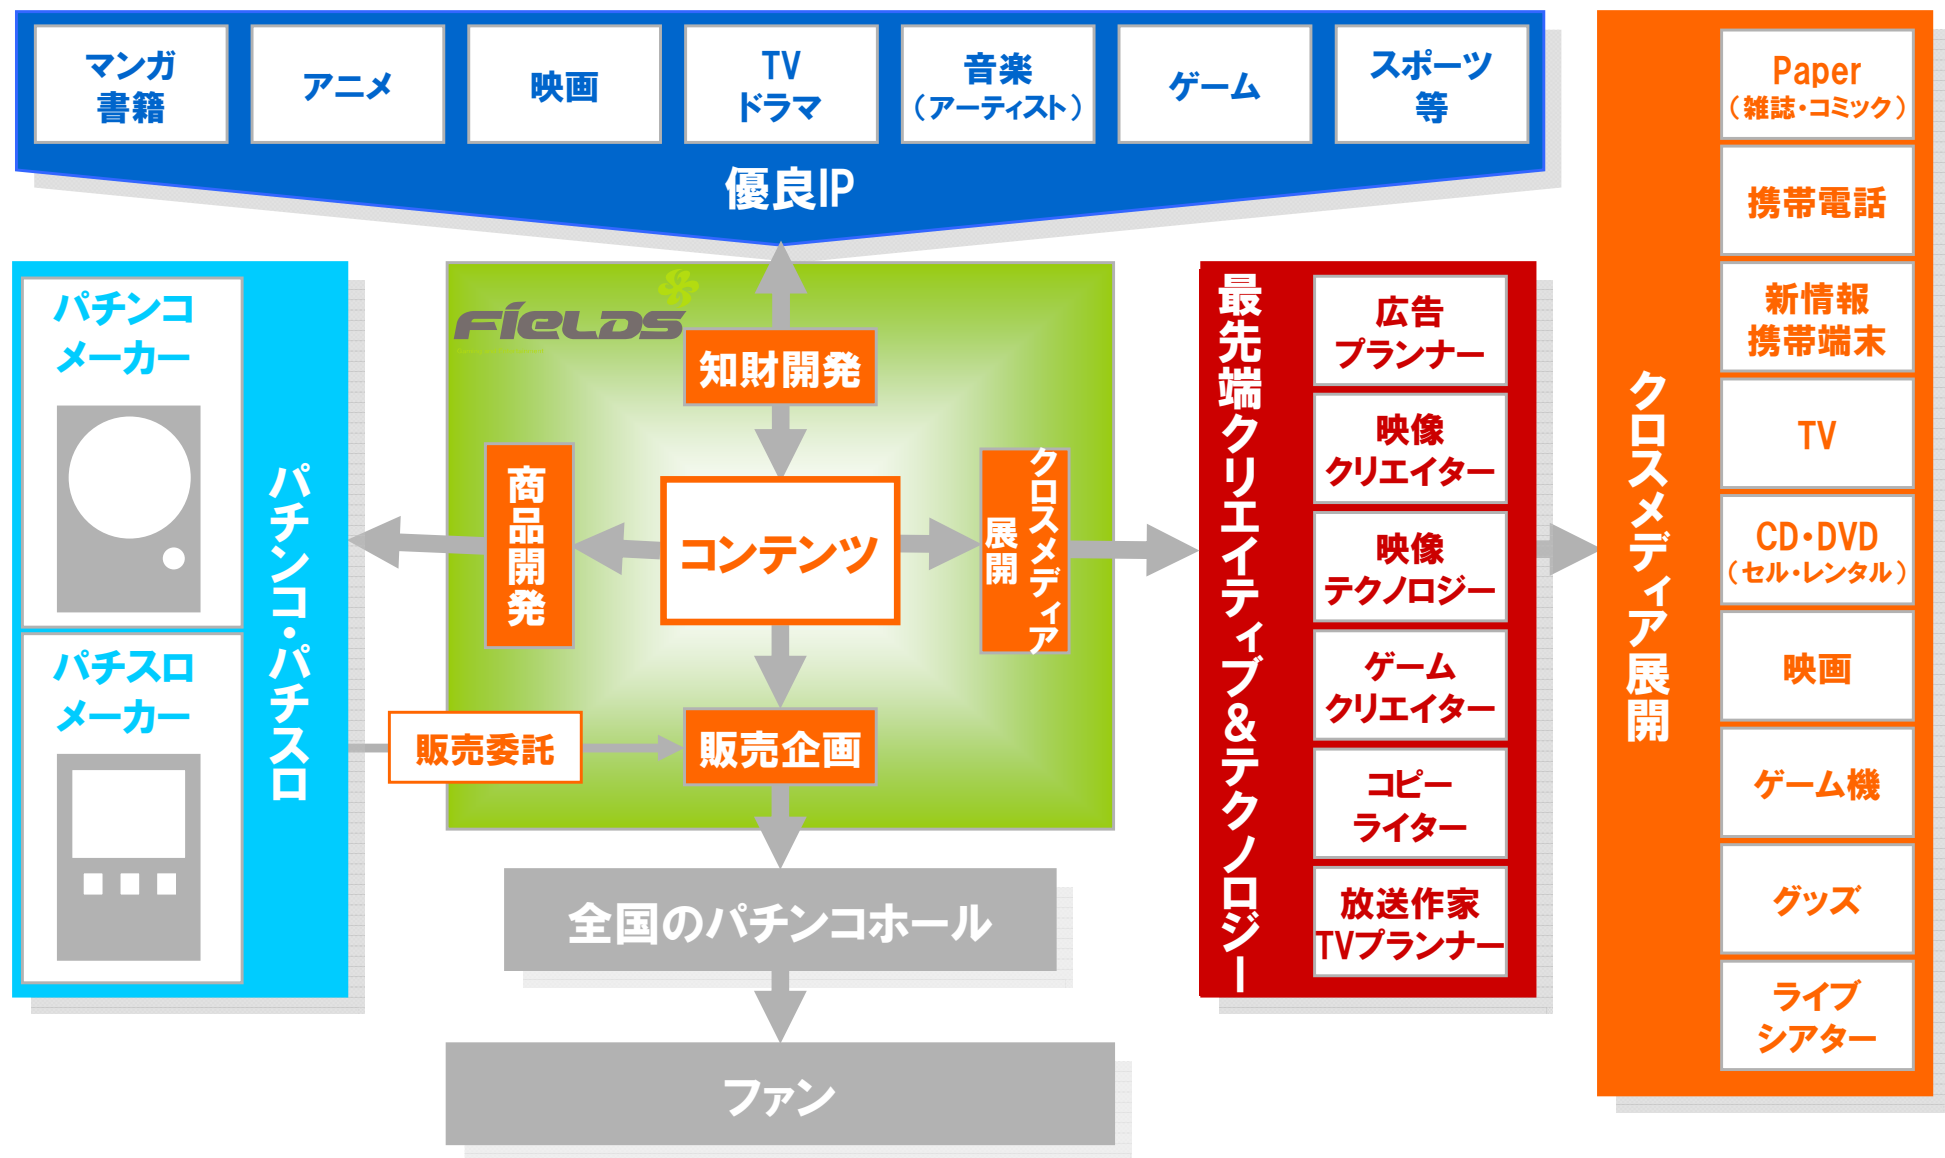 マンガ
書籍
アニメ
映画
TV
ドラマ
音楽
（アーティスト）
ゲーム
スポーツ
等
優良IP
パチンコ
メーカー
パチスロ
メーカー
パチンコ・パチスロ
FIELDS
知財開発
商品開発
コンテンツ
クロスメディア
展開
販売委託
販売企画
全国のパチンコホール
ファン
最先端クリエイティブ&テクノロジー
広告
プランナー
映像
クリエイター
映像
テクノロジー
ゲーム
クリエイター
コピー
ライター
放送作家
TVプランナー
クロスメディア展開
Paper
（雑誌・コミック）
携帯電話
新情報
携帯端末
TV
CD・DVD
（セル・レンタル）
映画
ゲーム機
グッズ
ライブ
シアター